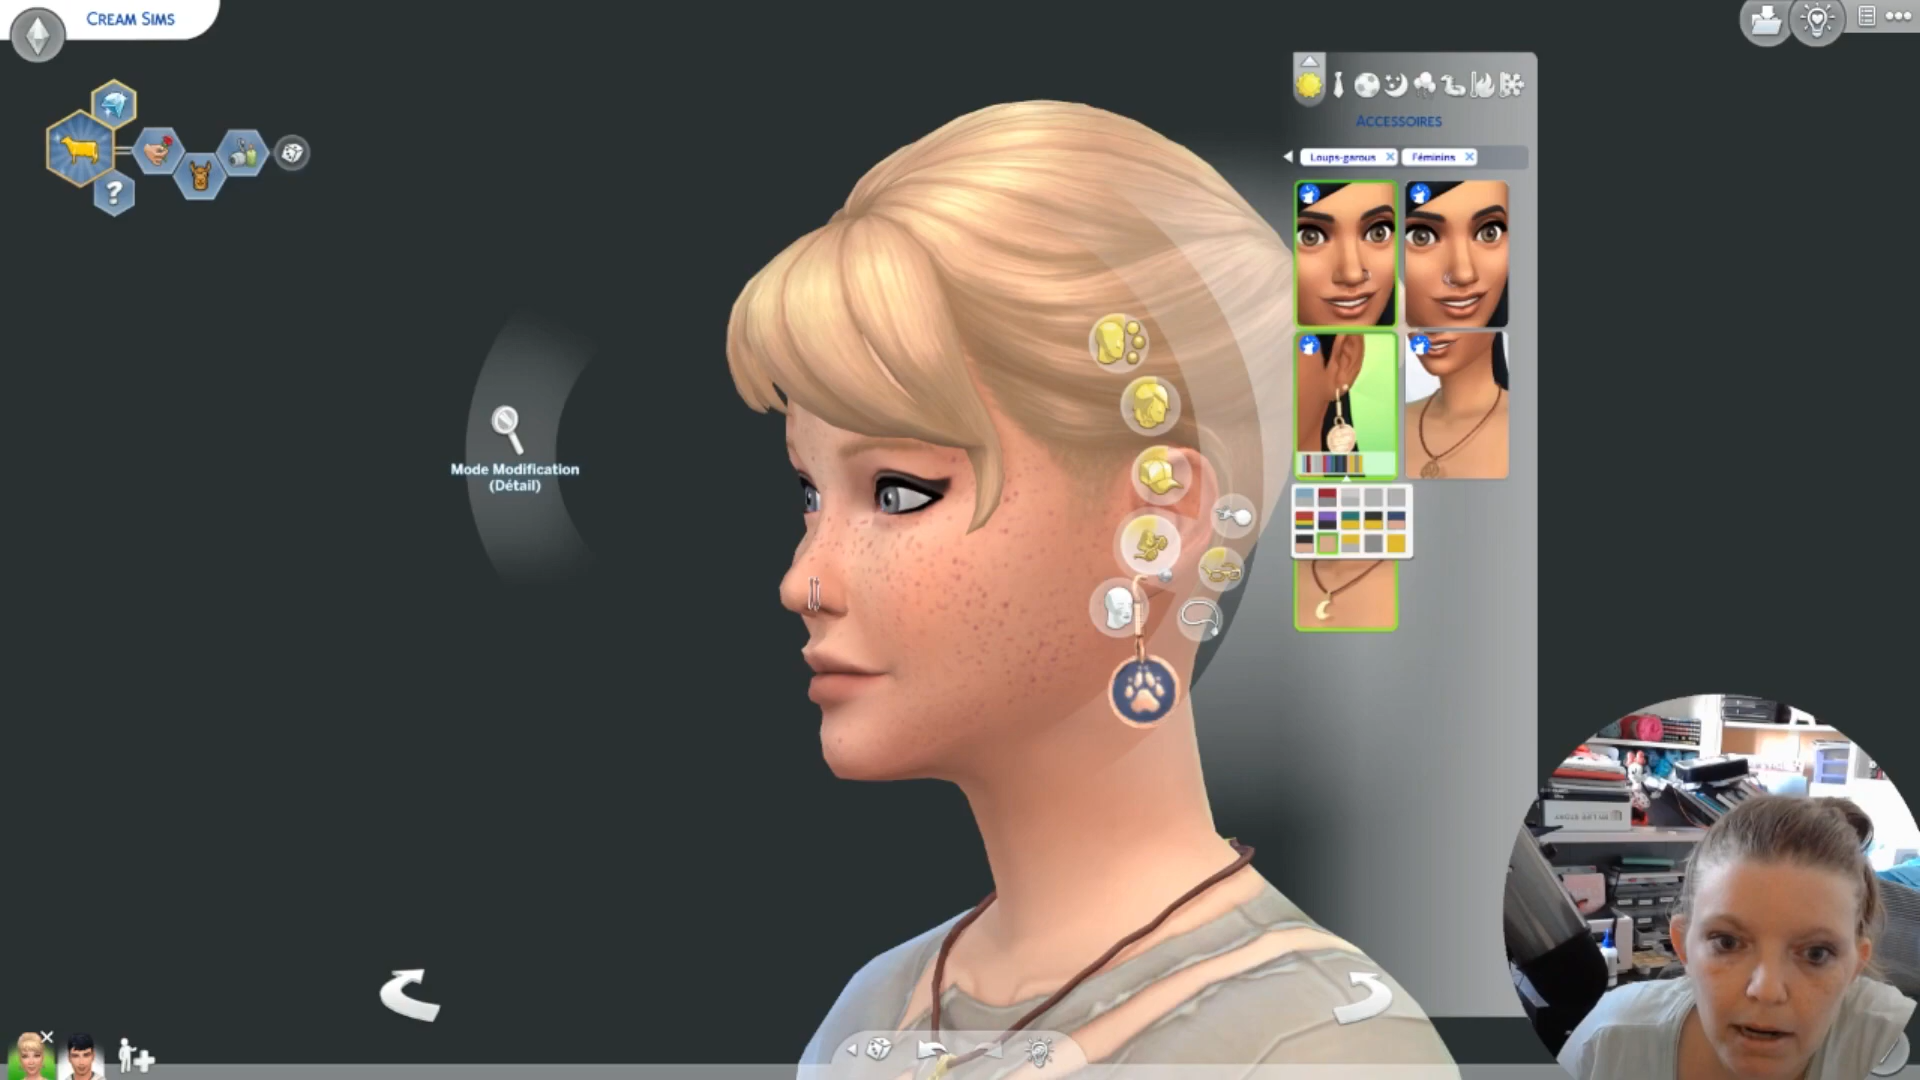 CREAM SIMS
ACCESSOIRES
Loups-garous
Féminins
Mode Modification
(Détail)